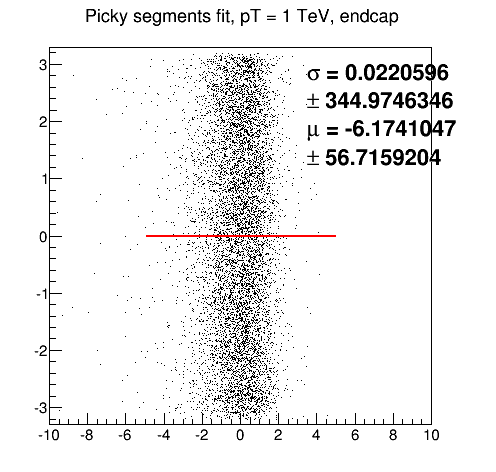 Picky segments fit, pT = 1 TeV, endcap
σ = 0.0220596
± 344.9746346
μ = -6.1741047
± 56.7159204
3
2
1
0
-1
-2
-3
-10 -8 -6 -4 -2 0 2 4 6 8 10